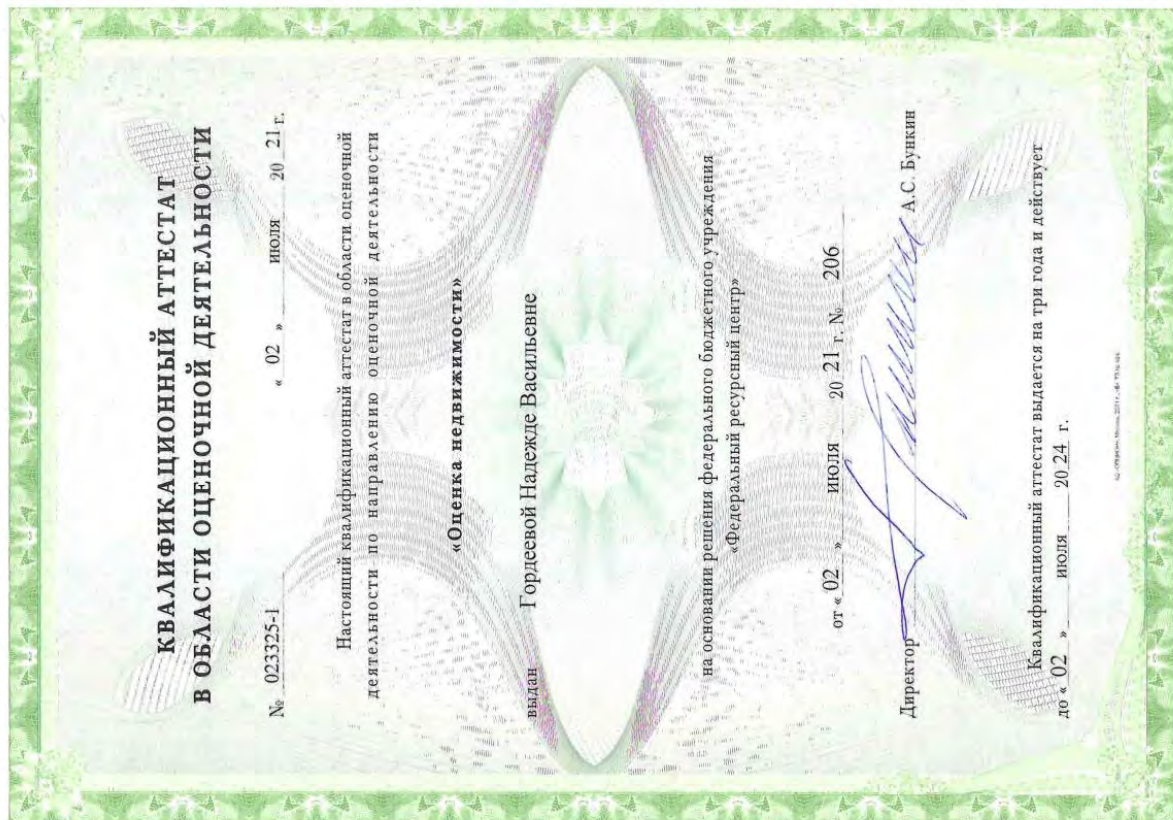 КВАЛИФИКАЦИОННЫЙ АТТЕСТАТ
В ОБЛАСТИ ОЦЕНОЧНОЙ ДЕЯТЕЛЬНОСТИ
№ 023325-1 « 02 » июля 20 21 г.
Настоящий квалификационный аттестат в области оценочной
деятельности по направлению оценочной деятельности
«Оценка недвижимости»
выдан Гордеевой Надежде Васильевне
на основании решения федерального бюджетного учреждения
«Федеральный ресурсный центр»
от « 02 » июля 20 21 г. № 206
Директор А.С. Бункин
Квалификационный аттестат выдается на три года и действует
до « 02 » июля 20 24 г.